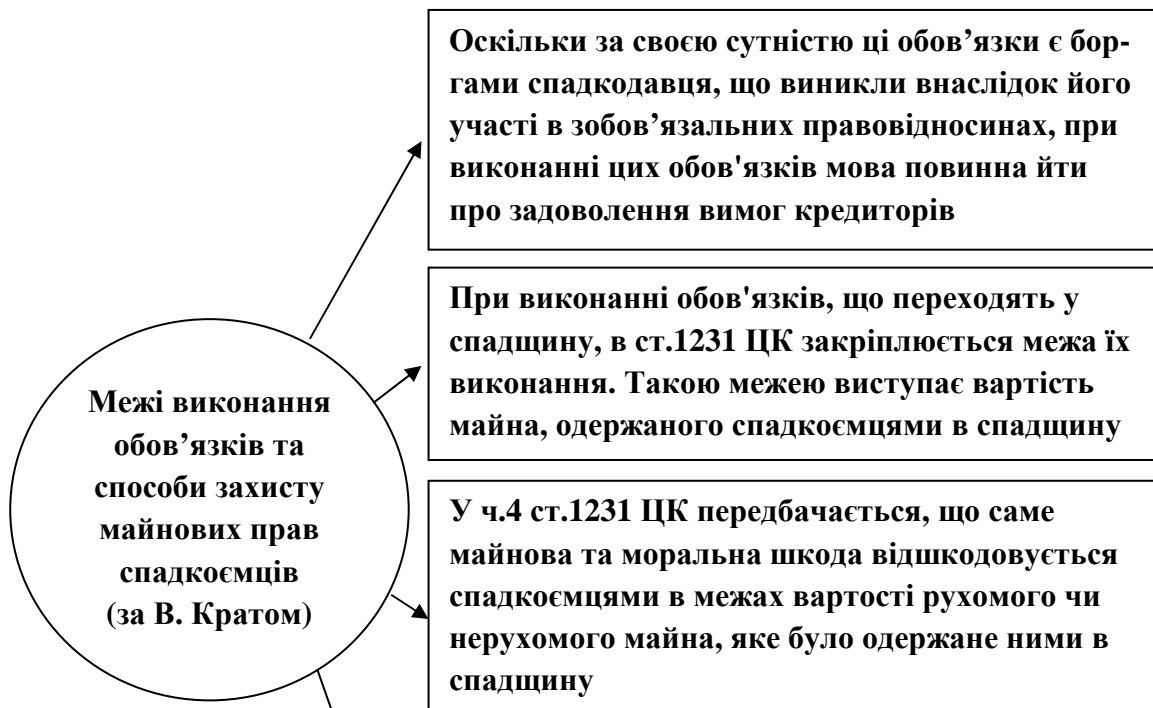 Межі виконання
обов’язків та
способи захисту
майнових прав
спадкоємців
(за В. Кратом)
Оскільки за своєю сутністю ці обов’язки є бор-
гами спадкодавця, що виникли внаслідок його
участі в зобов’язальних правовідносинах, при
виконанні цих обов'язків мова повинна йти
про задоволення вимог кредиторів
При виконанні обов'язків, що переходять у
спадщину, в ст.1231 ЦК закріплюється межа їх
виконання. Такою межею виступає вартість
майна, одержаного спадкоємцями в спадщину
У ч.4 ст.1231 ЦК передбачається, що саме
майнова та моральна шкода відшкодовується
спадкоємцями в межах вартості рухомого чи
нерухомого майна, яке було одержане ними в
спадщину